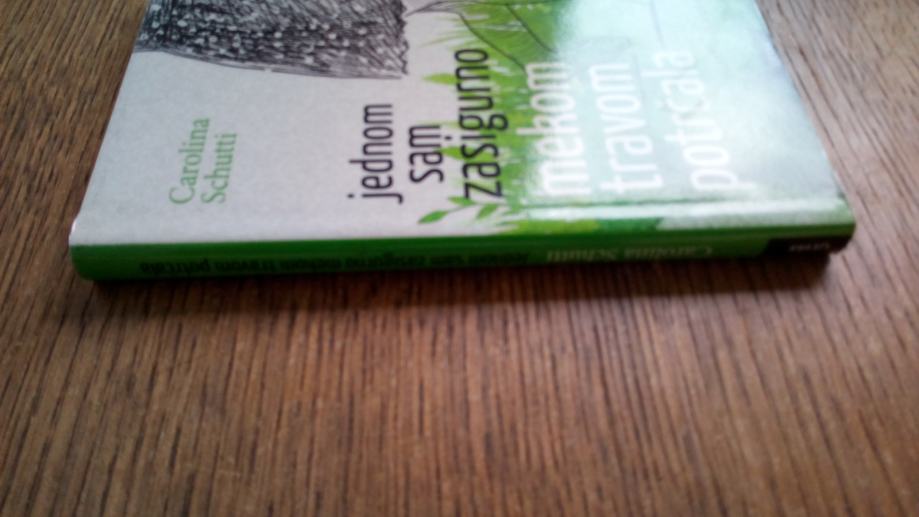 Carolina
Schutti
jednom
sam
zasigurno
mekom
travom
potrčala
Carolina Schutti
jednom sam zasigurno mekom travom potrčala